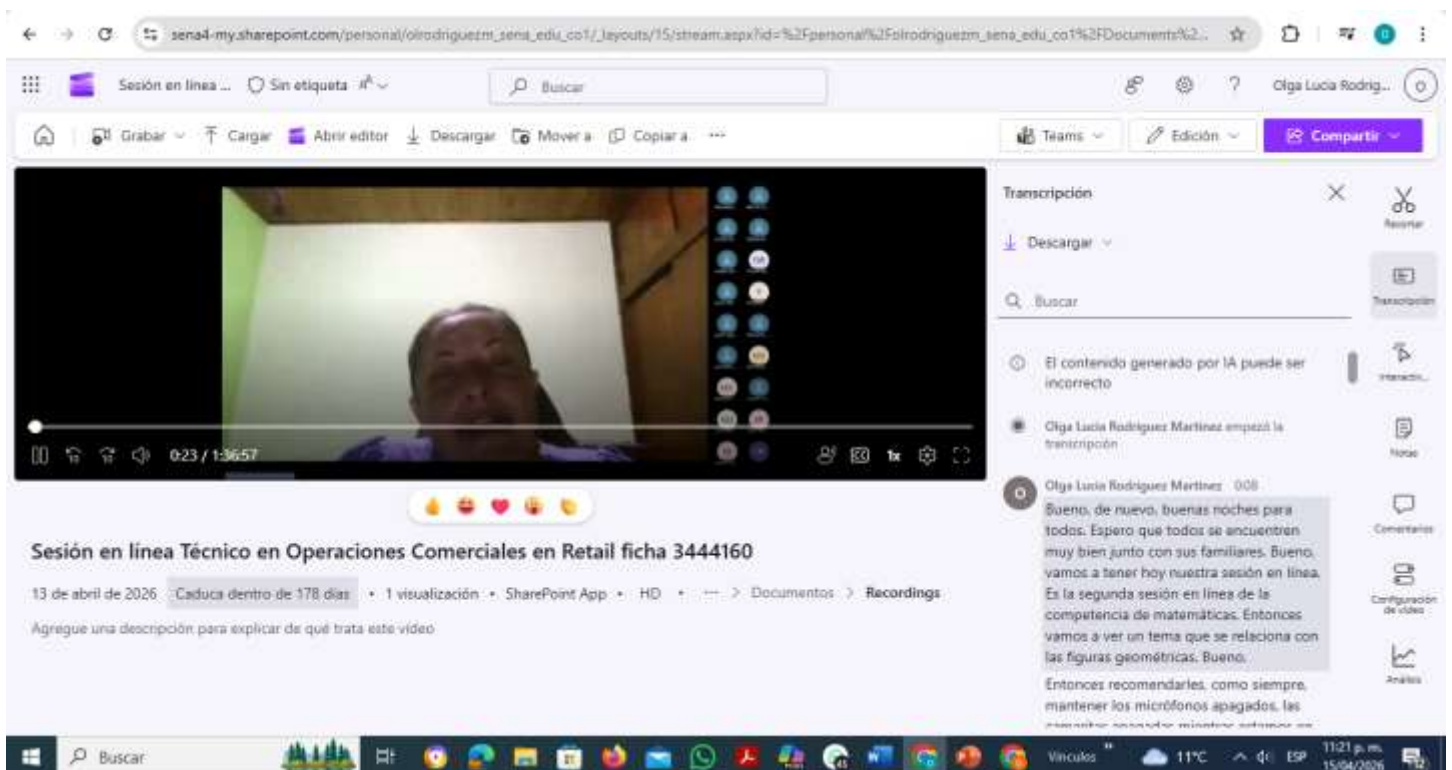 sena4-my.sharepoint.com/personal/olrodriguezm_sena_edu_co1/_layouts/15/stream.aspx?id=%2Fpersonal%2Folrodriguezm_sena_edu_co1%2FDocuments%2...
Sesión en línea ... Sin etiqueta
Buscar
Olga Lucia Rodrig...
Grabar
Cargar
Abrir editor
Descargar
Mover a
Copiar a
Teams
Edición
Compartir
0:23 / 1:36:57
1x
Sesión en línea Técnico en Operaciones Comerciales en Retail ficha 3444160
13 de abril de 2026 Caduca dentro de 178 días • 1 visualización • SharePoint App • HD • ··· > Documentos > Recordings
Agregue una descripción para explicar de qué trata este vídeo
Transcripción
Descargar
Buscar
El contenido generado por IA puede ser
incorrecto
Olga Lucia Rodriguez Martinez empezó la
transcripción
Olga Lucia Rodriguez Martinez 0:08
Bueno, de nuevo, buenas noches para
todos. Espero que todos se encuentren
muy bien junto con sus familiares. Bueno,
vamos a tener hoy nuestra sesión en línea.
Es la segunda sesión en línea de la
competencia de matemáticas. Entonces
vamos a ver un tema que se relaciona con
las figuras geométricas. Bueno,
Entonces recomendarles, como siempre,
mantener los micrófonos apagados, las
Recortar
Transcripción
Interactiv...
Notas
Comentarios
Configuración
de vídeo
Análisis
Buscar
Vínculos
11°C
ESP
11:21 p. m.
15/04/2026